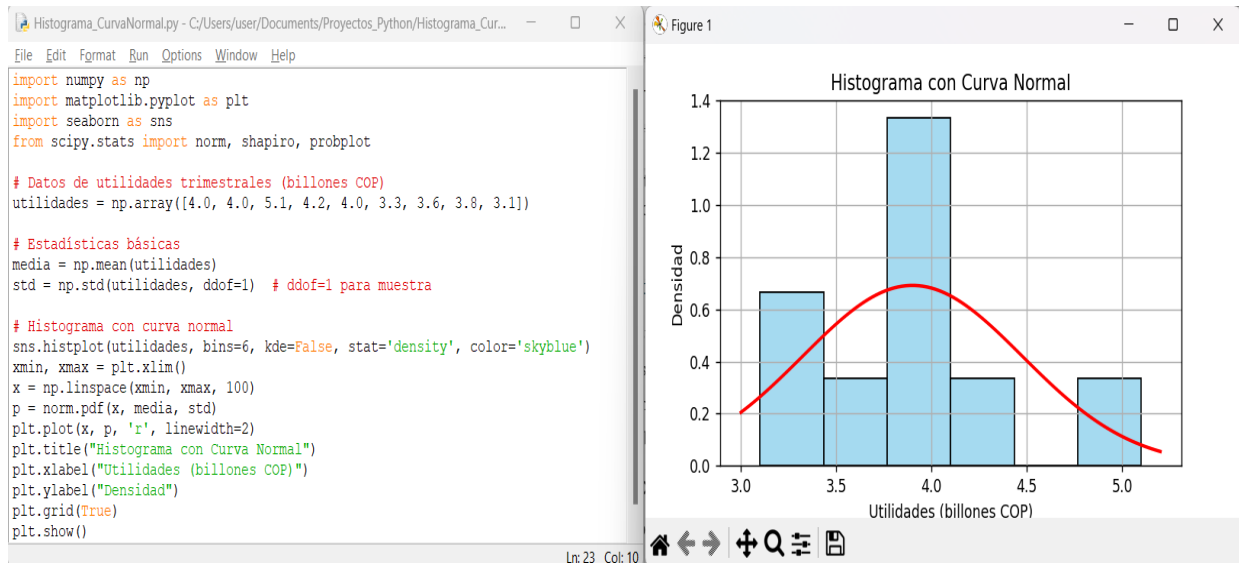 Histograma_CurvaNormal.py - C:/Users/user/Documents/Proyectos_Python/Histograma_Cur...
File Edit Format Run Options Window Help
import numpy as np
import matplotlib.pyplot as plt
import seaborn as sns
from scipy.stats import norm, shapiro, probplot
# Datos de utilidades trimestrales (billones COP)
utilidades = np.array([4.0, 4.0, 5.1, 4.2, 4.0, 3.3, 3.6, 3.8, 3.1])
# Estadísticas básicas
media = np.mean(utilidades)
std = np.std(utilidades, ddof=1)  # ddof=1 para muestra
# Histograma con curva normal
sns.histplot(utilidades, bins=6, kde=False, stat='density', color='skyblue')
xmin, xmax = plt.xlim()
x = np.linspace(xmin, xmax, 100)
p = norm.pdf(x, media, std)
plt.plot(x, p, 'r', linewidth=2)
plt.title("Histograma con Curva Normal")
plt.xlabel("Utilidades (billones COP)")
plt.ylabel("Densidad")
plt.grid(True)
plt.show()
Ln: 23 Col: 10
Figure 1
Histograma con Curva Normal
1.4
1.2
1.0
0.8
0.6
0.4
0.2
0.0
Densidad
3.0 3.5 4.0 4.5 5.0
Utilidades (billones COP)